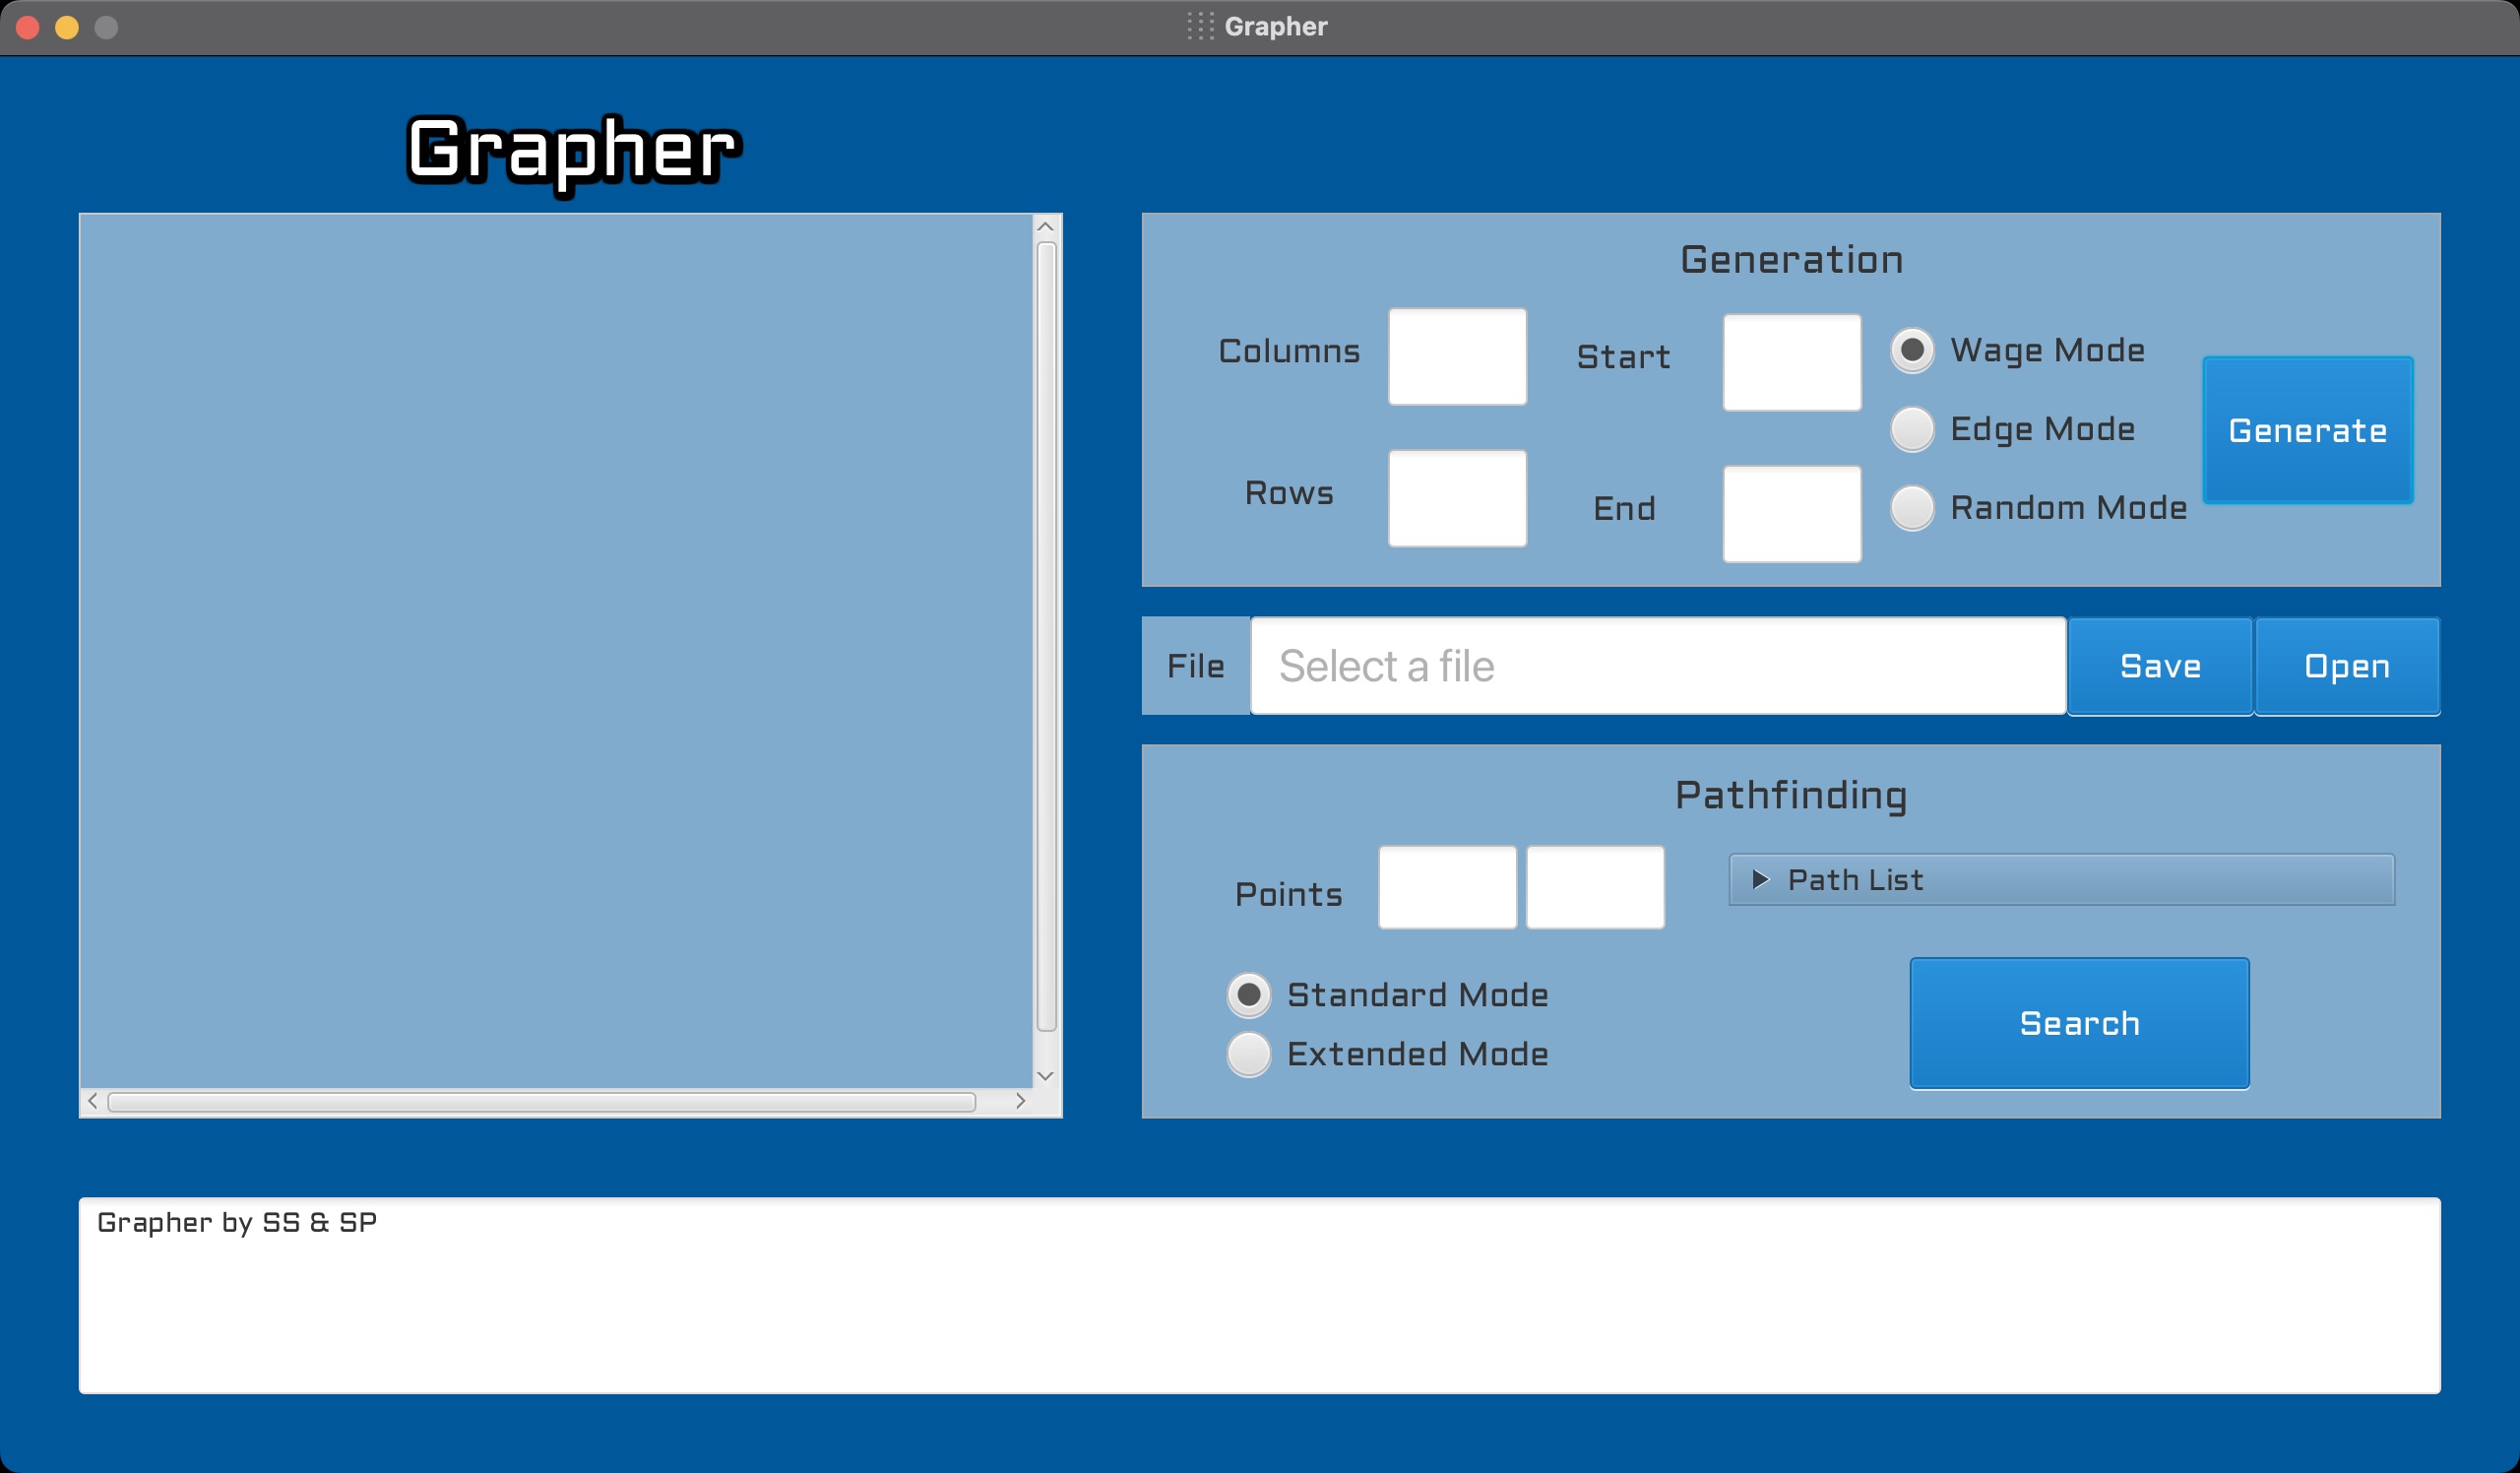 Grapher
Grapher
Generation
Columns
Start
Wage Mode
Edge Mode
Generate
Rows
End
Random Mode
File
Select a file
Save
Open
Pathfinding
Points
Path List
Standard Mode
Extended Mode
Search
Grapher by SS & SP